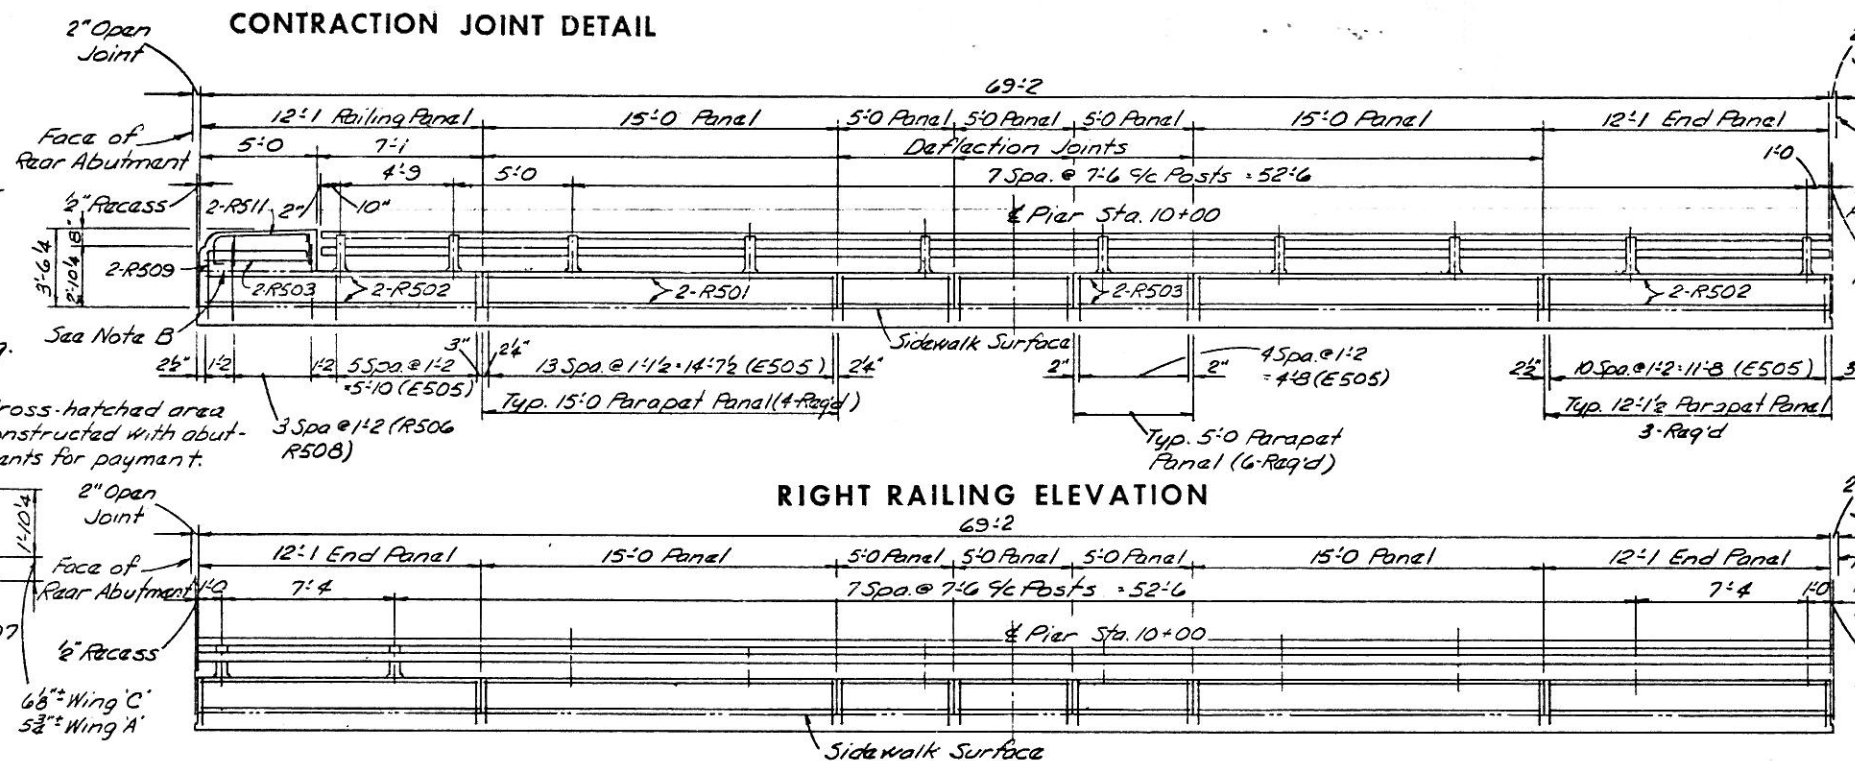 CONTRACTION JOINT DETAIL
2" Open
Joint
69'-2
12'-1 Railing Panel
15'-0 Panel
5'-0 Panel
5'-0 Panel
5'-0 Panel
15'-0 Panel
12'-1 End Panel
Face of
Rear Abutment
5'-0
7'-1
Deflection Joints
1'-0
4'-9
5'-0
7 Spa. @ 7'-6 c/c Posts = 52'-6
½" Recess
2-R511
2"
10"
℄ Pier Sta. 10+00
3'-6¼
8"
2'-10¼
2-R509
2-R503
2-R502
2-R501
2-R503
2-R502
See Note B
Sidewalk Surface
2½"
1'-2
1'-2
5 Spa. @ 1'-2
= 5'-10 (E505)
3"
2¼"
13 Spa. @ 1'-1½ = 14'-7½ (E505)
2¼"
2"
2"
4 Spa. @ 1'-2
= 4'-8 (E505)
2½"
10 Spa. @ 1'-2 = 11'-8 (E505)
3
Typ. 15'-0 Parapet Panel (4-Req'd)
Typ. 12'-1½ Parapet Panel
3-Req'd
ross-hatched area
onstructed with abut-
ents for payment.
3 Spa @ 1'-2 (R506
R508)
Typ. 5'-0 Parapet
Panel (6-Req'd)
RIGHT RAILING ELEVATION
2" Open
Joint
1'-10¼
69'-2
12'-1 End Panel
15'-0 Panel
5'-0 Panel
5'-0 Panel
5'-0 Panel
15'-0 Panel
12'-1 End Panel
Face of
Rear Abutment
1'-0
7'-4
7 Spa. @ 7'-6 c/c Posts = 52'-6
7'-4
1'-0
℄ Pier Sta. 10+00
½" Recess
6⅛"± Wing 'C'
5¾"± Wing 'A'
Sidewalk Surface